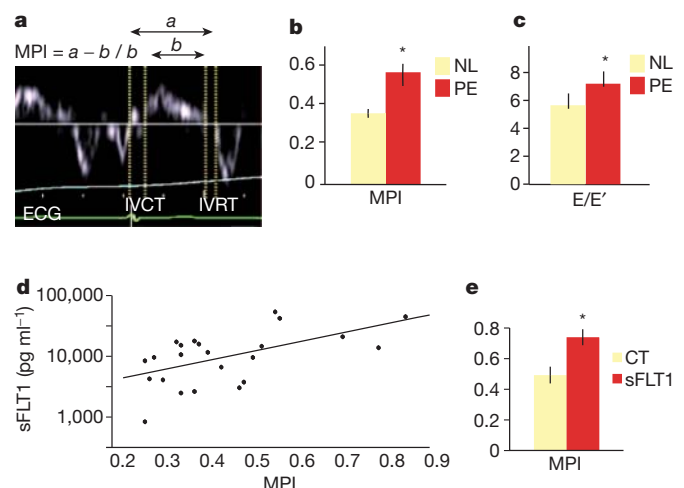 a
a
MPI = a – b / b
b
ECG
IVCT
IVRT
b
0.6
0.4
0.2
0
*
NL
PE
MPI
c
8
6
4
2
0
*
NL
PE
E/E′
d
100,000
10,000
1,000
sFLT1 (pg ml⁻¹)
0.2 0.3 0.4 0.5 0.6 0.7 0.8 0.9
MPI
e
0.8
0.6
0.4
0.2
0
*
CT
sFLT1
MPI